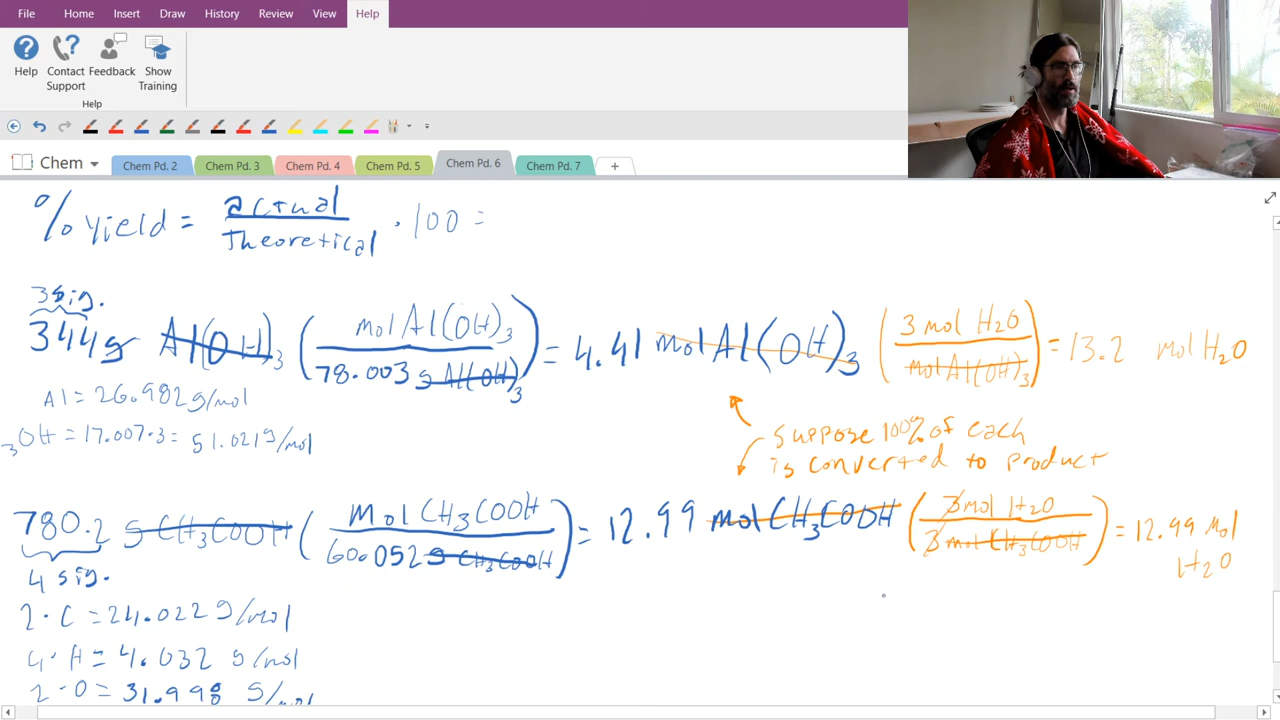 File Home Insert Draw History Review View Help
Help Contact Support Feedback Show Training
Help
Chem Chem Pd. 2 Chem Pd. 3 Chem Pd. 4 Chem Pd. 5 Chem Pd. 6 Chem Pd. 7 +
% yield = actual / Theoretical · 100 =
3 sig.
344g Al(OH)3 (mol Al(OH)3 / 78.003 g Al(OH)3) = 4.41 mol Al(OH)3 (3 mol H2O / mol Al(OH)3) = 13.2 mol H2O
Al = 26.982 g/mol
3 OH = 17.007·3 = 51.021 g/mol
Suppose 100% of each
is converted to product
780.2 g CH3COOH (mol CH3COOH / 60.052 g CH3COOH) = 12.99 mol CH3COOH (3 mol H2O / 3 mol CH3COOH) = 12.99 mol
H2O
4 sig.
2·C = 24.022 g/mol
4·H = 4.032 g/mol
2·O = 31.998 g/mol